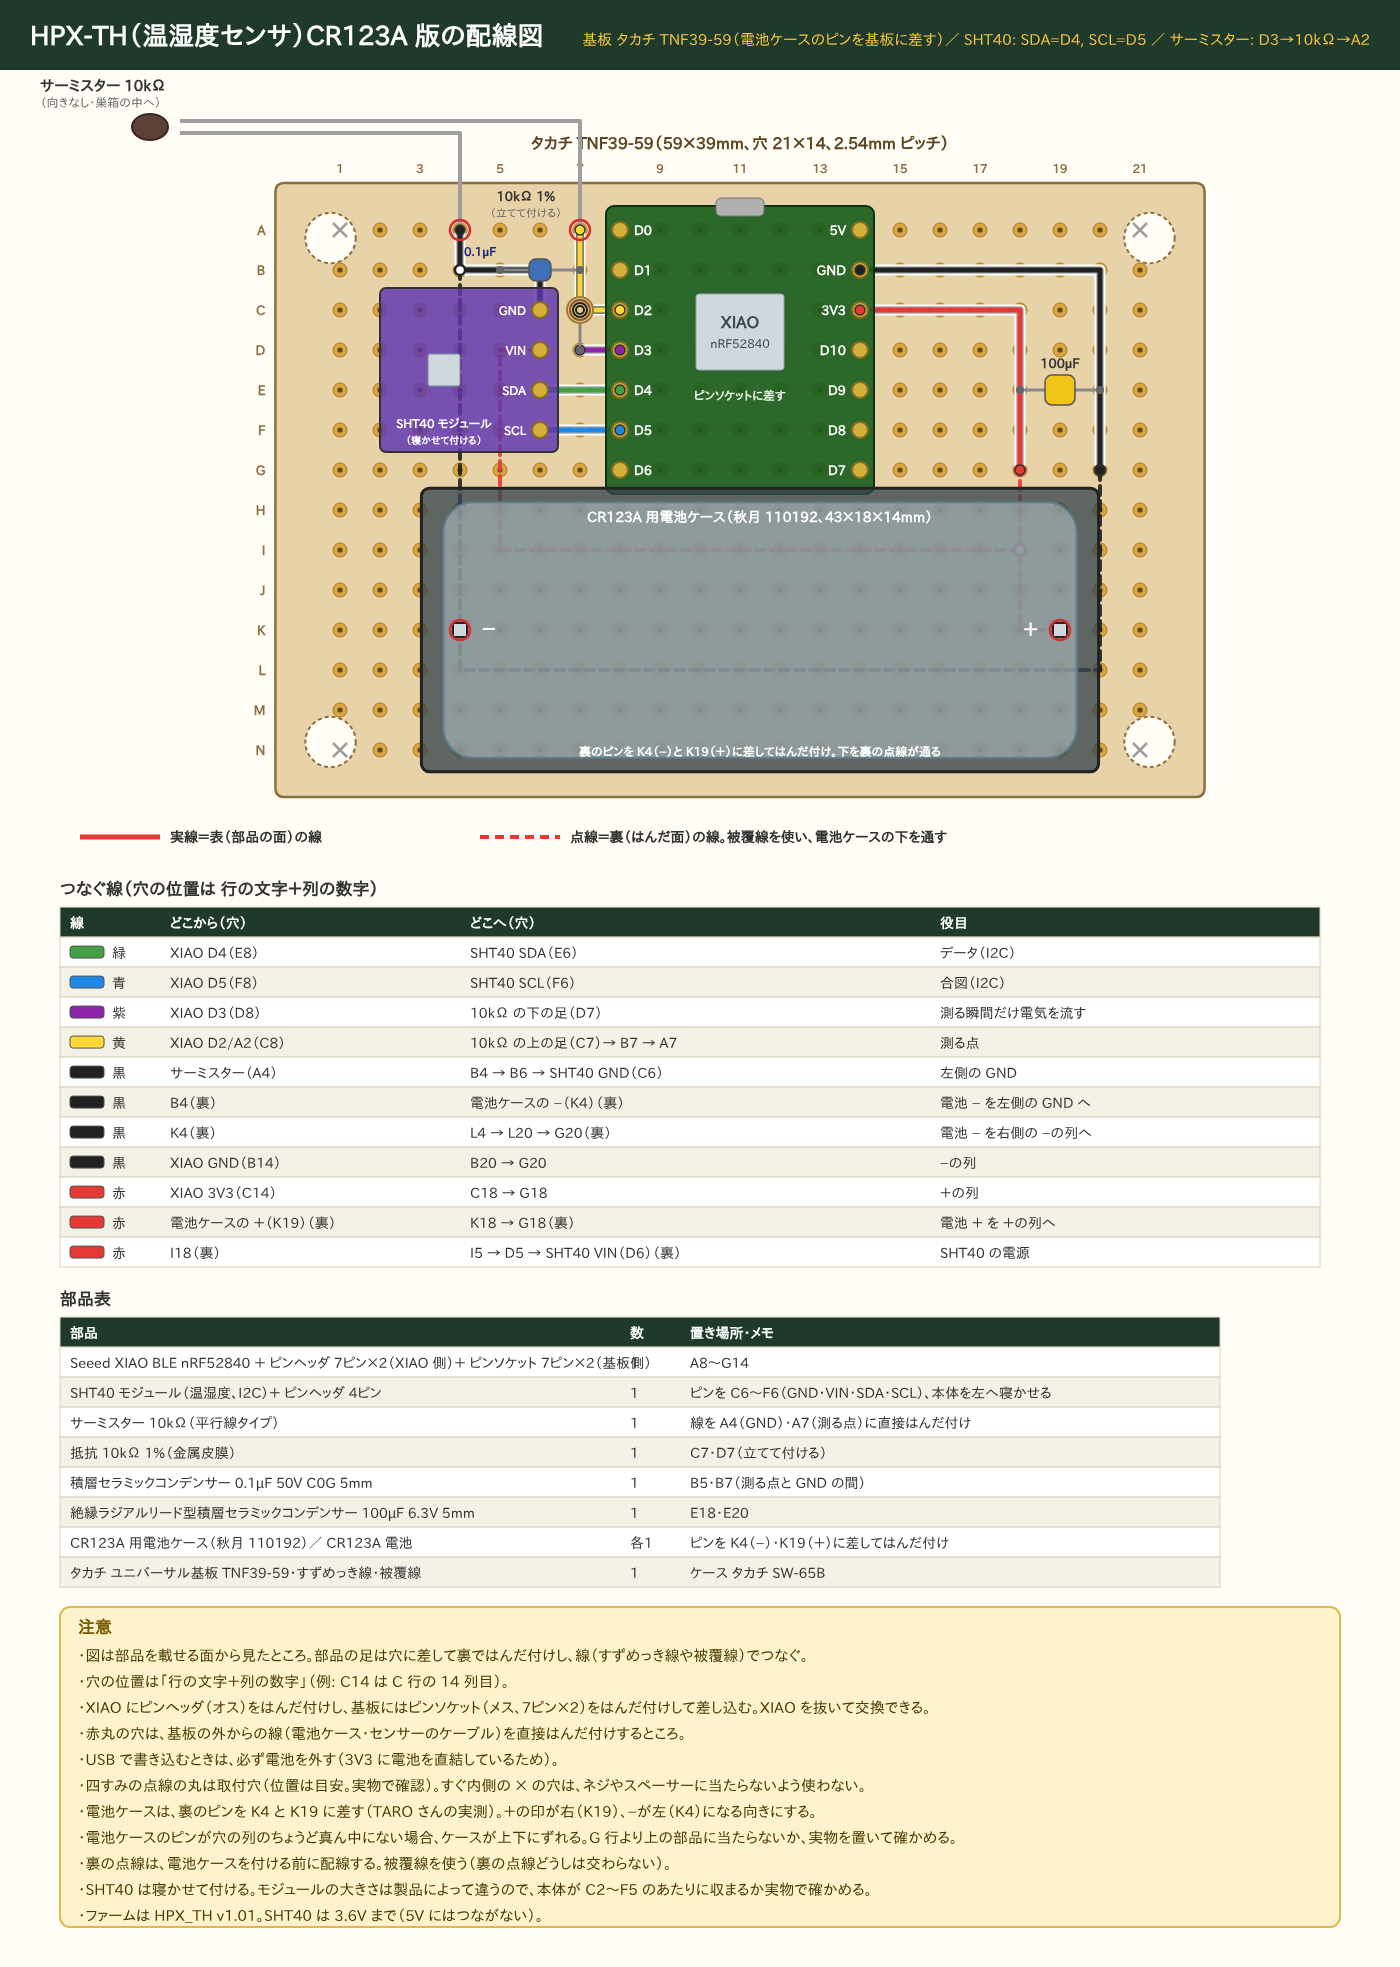 HPX-TH（温湿度センサ）CR123A 版の配線図
基板 タカチ TNF39-59（電池ケースのピンを基板に差す）／ SHT40: SDA=D4, SCL=D5 ／ サーミスター: D3→10kΩ→A2
サーミスター 10kΩ
（向きなし・巣箱の中へ）
タカチ TNF39-59（59×39mm、穴 21×14、2.54mm ピッチ）
1 3 5 7 9 11 13 15 17 19 21
10kΩ 1%
（立てて付ける）
A D0 5V
0.1µF
B D1 GND
C GND D2 3V3
XIAO
nRF52840
D VIN D3 D10
100µF
E SDA D4 D9
ピンソケットに差す
SHT40 モジュール
（寝かせて付ける）
F SCL D5 D8
G D6 D7
H
CR123A 用電池ケース（秋月 110192、43×18×14mm）
I
J
K − +
L
M
N
裏のピンを K4（−）と K19（+）に差してはんだ付け。下を裏の点線が通る
実線＝表（部品の面）の線
点線＝裏（はんだ面）の線。被覆線を使い、電池ケースの下を通す
つなぐ線（穴の位置は 行の文字＋列の数字）
線 どこから（穴） どこへ（穴） 役目
緑 XIAO D4（E8） SHT40 SDA（E6） データ（I2C）
青 XIAO D5（F8） SHT40 SCL（F6） 合図（I2C）
紫 XIAO D3（D8） 10kΩ の下の足（D7） 測る瞬間だけ電気を流す
黄 XIAO D2/A2（C8） 10kΩ の上の足（C7）→ B7 → A7 測る点
黒 サーミスター（A4） B4 → B6 → SHT40 GND（C6） 左側の GND
黒 B4（裏） 電池ケースの −（K4）（裏） 電池 − を左側の GND へ
黒 K4（裏） L4 → L20 → G20（裏） 電池 − を右側の −の列へ
黒 XIAO GND（B14） B20 → G20 −の列
赤 XIAO 3V3（C14） C18 → G18 +の列
赤 電池ケースの +（K19）（裏） K18 → G18（裏） 電池 + を +の列へ
赤 I18（裏） I5 → D5 → SHT40 VIN（D6）（裏） SHT40 の電源
部品表
部品 数 置き場所・メモ
Seeed XIAO BLE nRF52840 ＋ ピンヘッダ 7ピン×2（XIAO 側）＋ ピンソケット 7ピン×2（基板側） A8〜G14
SHT40 モジュール（温湿度、I2C）＋ ピンヘッダ 4ピン 1 ピンを C6〜F6（GND・VIN・SDA・SCL）、本体を左へ寝かせる
サーミスター 10kΩ（平行線タイプ） 1 線を A4（GND）・A7（測る点）に直接はんだ付け
抵抗 10kΩ 1%（金属皮膜） 1 C7・D7（立てて付ける）
積層セラミックコンデンサー 0.1µF 50V C0G 5mm 1 B5・B7（測る点と GND の間）
絶縁ラジアルリード型積層セラミックコンデンサー 100µF 6.3V 5mm 1 E18・E20
CR123A 用電池ケース（秋月 110192）／ CR123A 電池 各1 ピンを K4（−）・K19（+）に差してはんだ付け
タカチ ユニバーサル基板 TNF39-59・すずめっき線・被覆線 1 ケース タカチ SW-65B
注意
・図は部品を載せる面から見たところ。部品の足は穴に差して裏ではんだ付けし、線（すずめっき線や被覆線）でつなぐ。
・穴の位置は「行の文字＋列の数字」（例: C14 は C 行の 14 列目）。
・XIAO にピンヘッダ（オス）をはんだ付けし、基板にはピンソケット（メス、7ピン×2）をはんだ付けして差し込む。XIAO を抜いて交換できる。
・赤丸の穴は、基板の外からの線（電池ケース・センサーのケーブル）を直接はんだ付けするところ。
・USB で書き込むときは、必ず電池を外す（3V3 に電池を直結しているため）。
・四すみの点線の丸は取付穴（位置は目安。実物で確認）。すぐ内側の × の穴は、ネジやスペーサーに当たらないよう使わない。
・電池ケースは、裏のピンを K4 と K19 に差す（TARO さんの実測）。+の印が右（K19）、−が左（K4）になる向きにする。
・電池ケースのピンが穴の列のちょうど真ん中にない場合、ケースが上下にずれる。G 行より上の部品に当たらないか、実物を置いて確かめる。
・裏の点線は、電池ケースを付ける前に配線する。被覆線を使う（裏の点線どうしは交わらない）。
・SHT40 は寝かせて付ける。モジュールの大きさは製品によって違うので、本体が C2〜F5 のあたりに収まるか実物で確かめる。
・ファームは HPX_TH v1.01。SHT40 は 3.6V まで（5V にはつながない）。